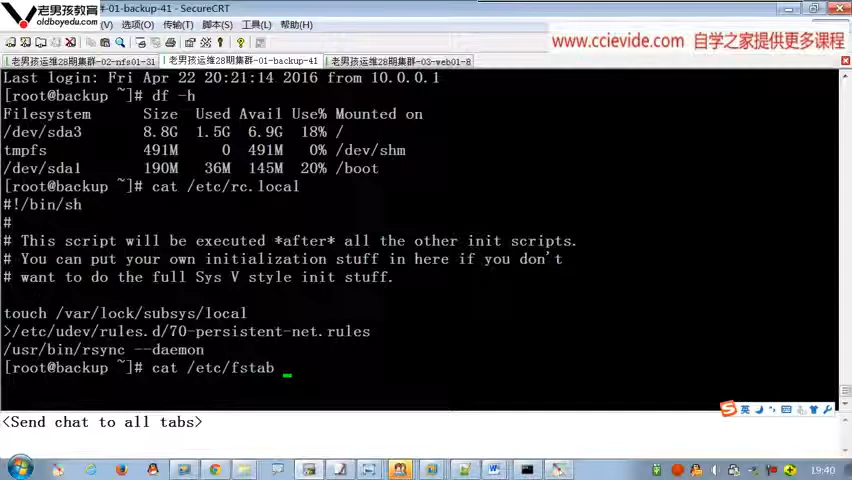 老男孩教育
oldboyedu.com
#-01-backup-41 - SecureCRT
(V) 选项(O) 传输(T) 脚本(S) 工具(L) 帮助(H)
www.ccievide.com 自学之家提供更多课程
老男孩运维28期集群-02-nfs01-31 老男孩运维28期集群-01-backup-41 老男孩运维28期集群-03-web01-8
Last login: Fri Apr 22 20:21:14 2016 from 10.0.0.1
[root@backup ~]# df -h
Filesystem Size Used Avail Use% Mounted on
/dev/sda3 8.8G 1.5G 6.9G 18% /
tmpfs 491M 0 491M 0% /dev/shm
/dev/sda1 190M 36M 145M 20% /boot
[root@backup ~]# cat /etc/rc.local
#!/bin/sh
#
# This script will be executed *after* all the other init scripts.
# You can put your own initialization stuff in here if you don't
# want to do the full Sys V style init stuff.
touch /var/lock/subsys/local
>/etc/udev/rules.d/70-persistent-net.rules
/usr/bin/rsync --daemon
[root@backup ~]# cat /etc/fstab
英
<Send chat to all tabs>
19:40